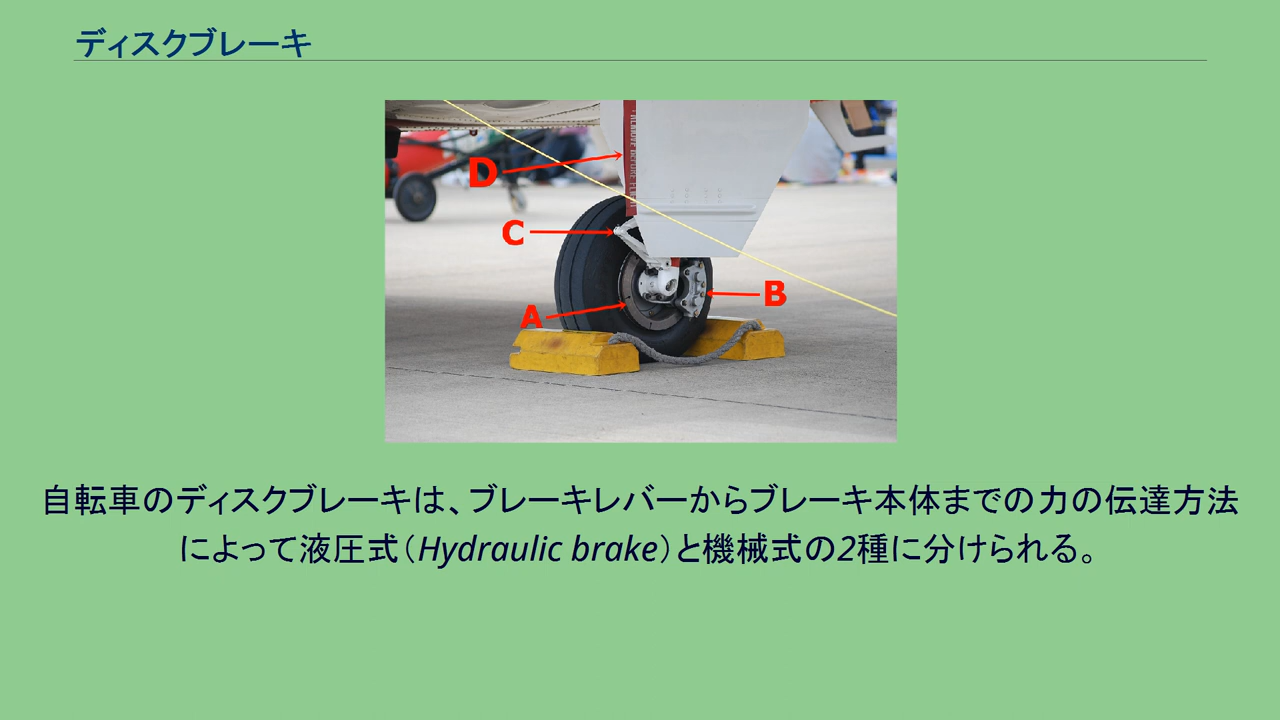 ディスクブレーキ
D
C
B
A
REMOVE BEFORE FLIGHT
自転車のディスクブレーキは、ブレーキレバーからブレーキ本体までの力の伝達方法
によって液圧式（Hydraulic brake）と機械式の2種に分けられる。